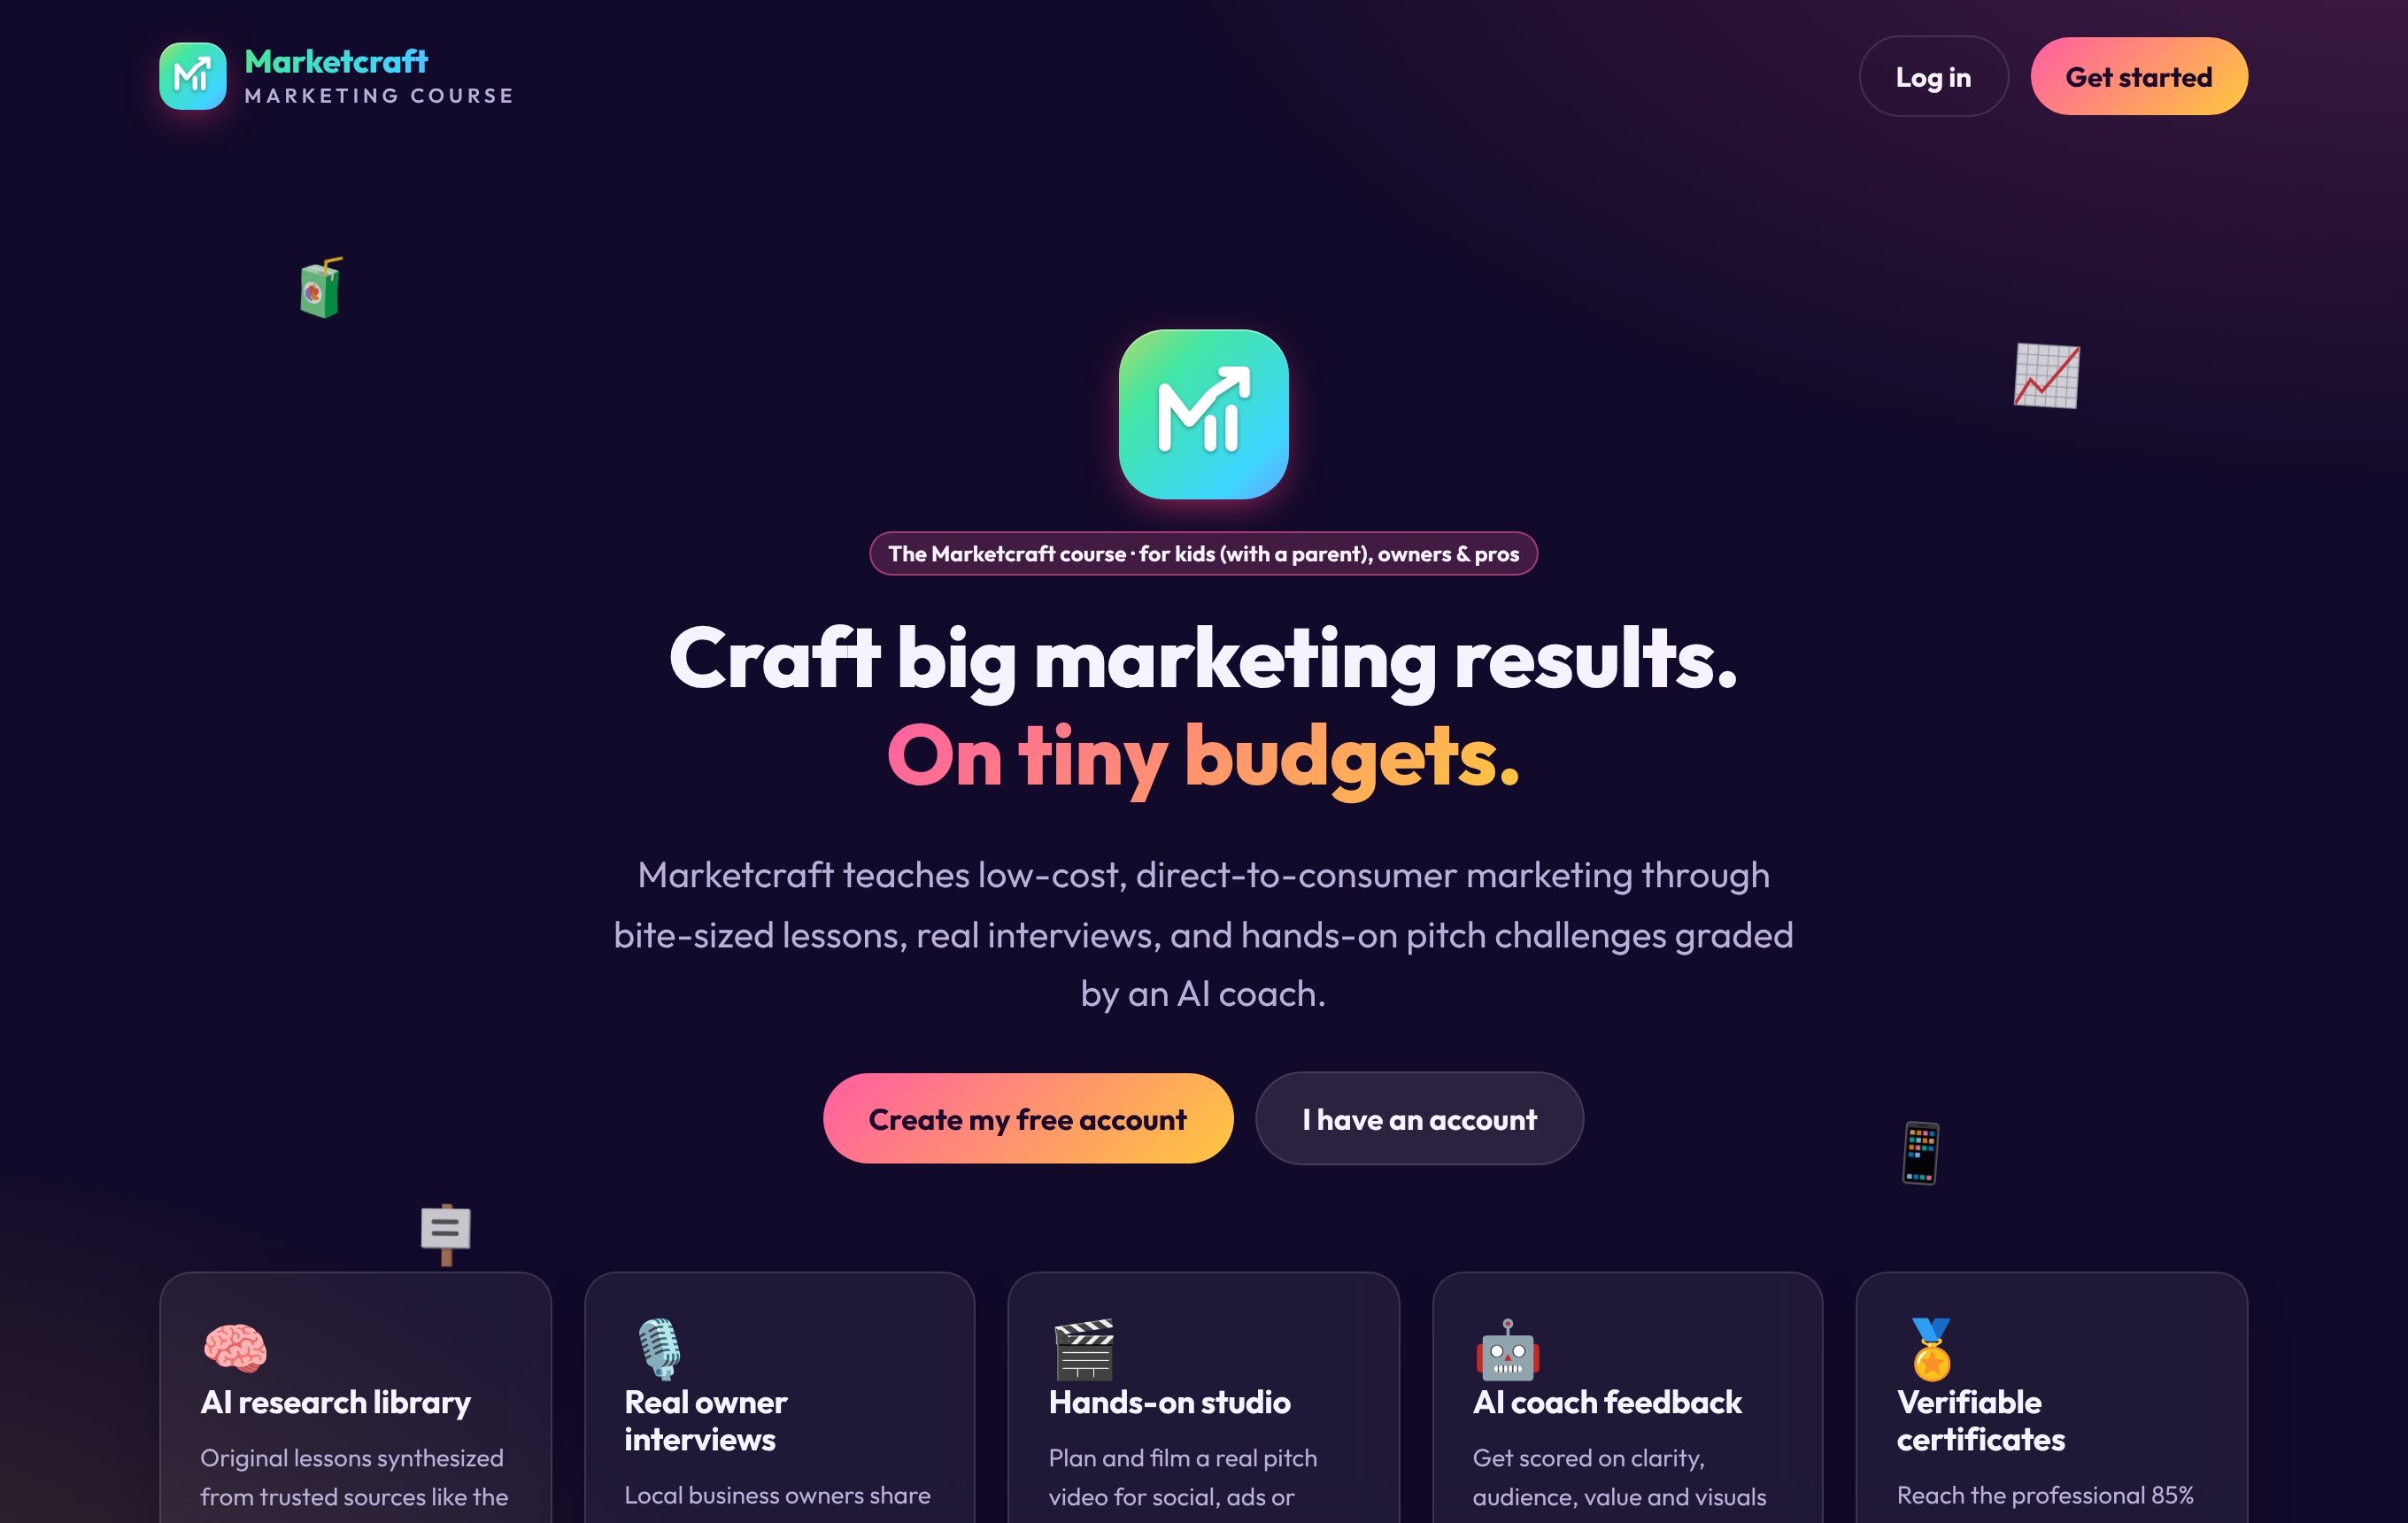 Marketcraft
MARKETING COURSE
Log in
Get started
The Marketcraft course · for kids (with a parent), owners & pros
Craft big marketing results.
On tiny budgets.
Marketcraft teaches low-cost, direct-to-consumer marketing through
bite-sized lessons, real interviews, and hands-on pitch challenges graded
by an AI coach.
Create my free account
I have an account
AI research library
Original lessons synthesized
from trusted sources like the
Real owner
interviews
Local business owners share
Hands-on studio
Plan and film a real pitch
video for social, ads or
AI coach feedback
Get scored on clarity,
audience, value and visuals
Verifiable
certificates
Reach the professional 85%